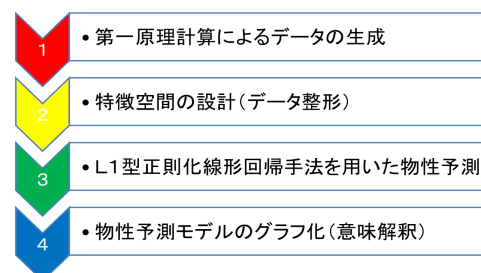 1
• 第一原理計算によるデータの生成
2
• 特徴空間の設計(データ整形)
3
• L1型正則化線形回帰手法を用いた物性予測
4
• 物性予測モデルのグラフ化(意味解釈)